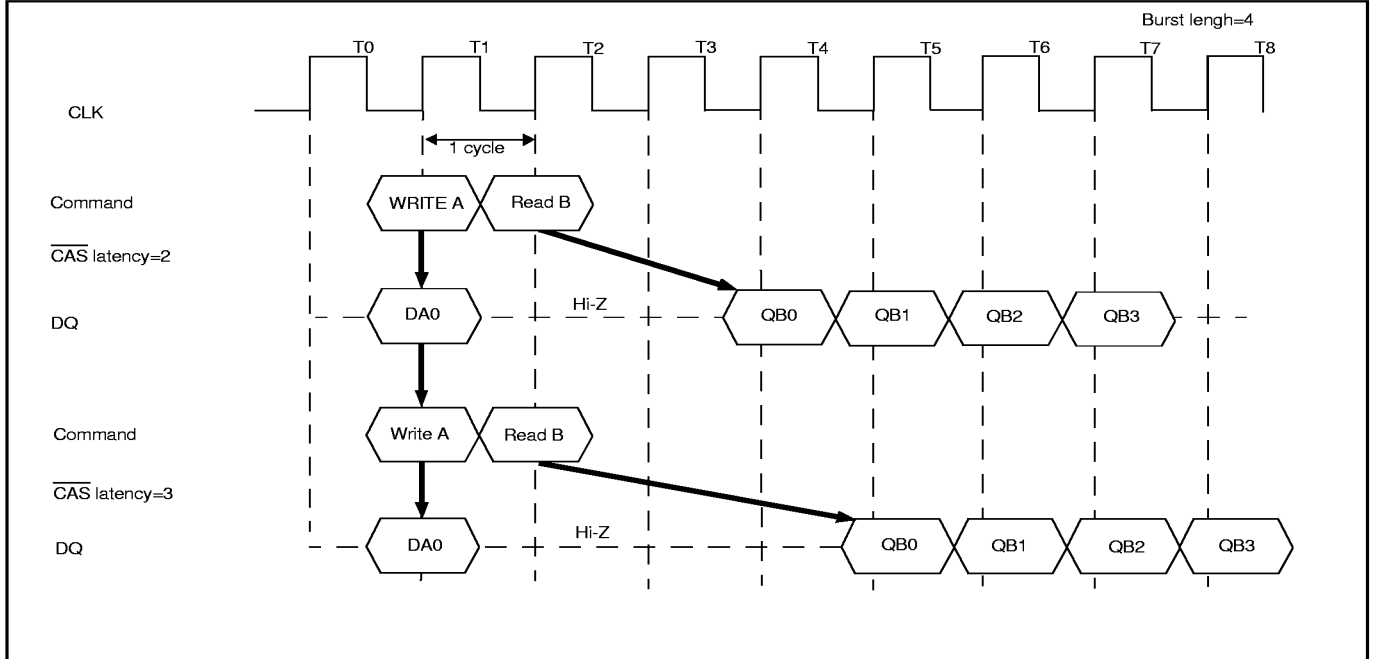 Burst lengh=4
T0 T1 T2 T3 T4 T5 T6 T7 T8
CLK
1 cycle
Command WRITE A Read B
CAS latency=2
Hi-Z
DQ DA0 QB0 QB1 QB2 QB3
Command Write A Read B
CAS latency=3
Hi-Z
DQ DA0 QB0 QB1 QB2 QB3